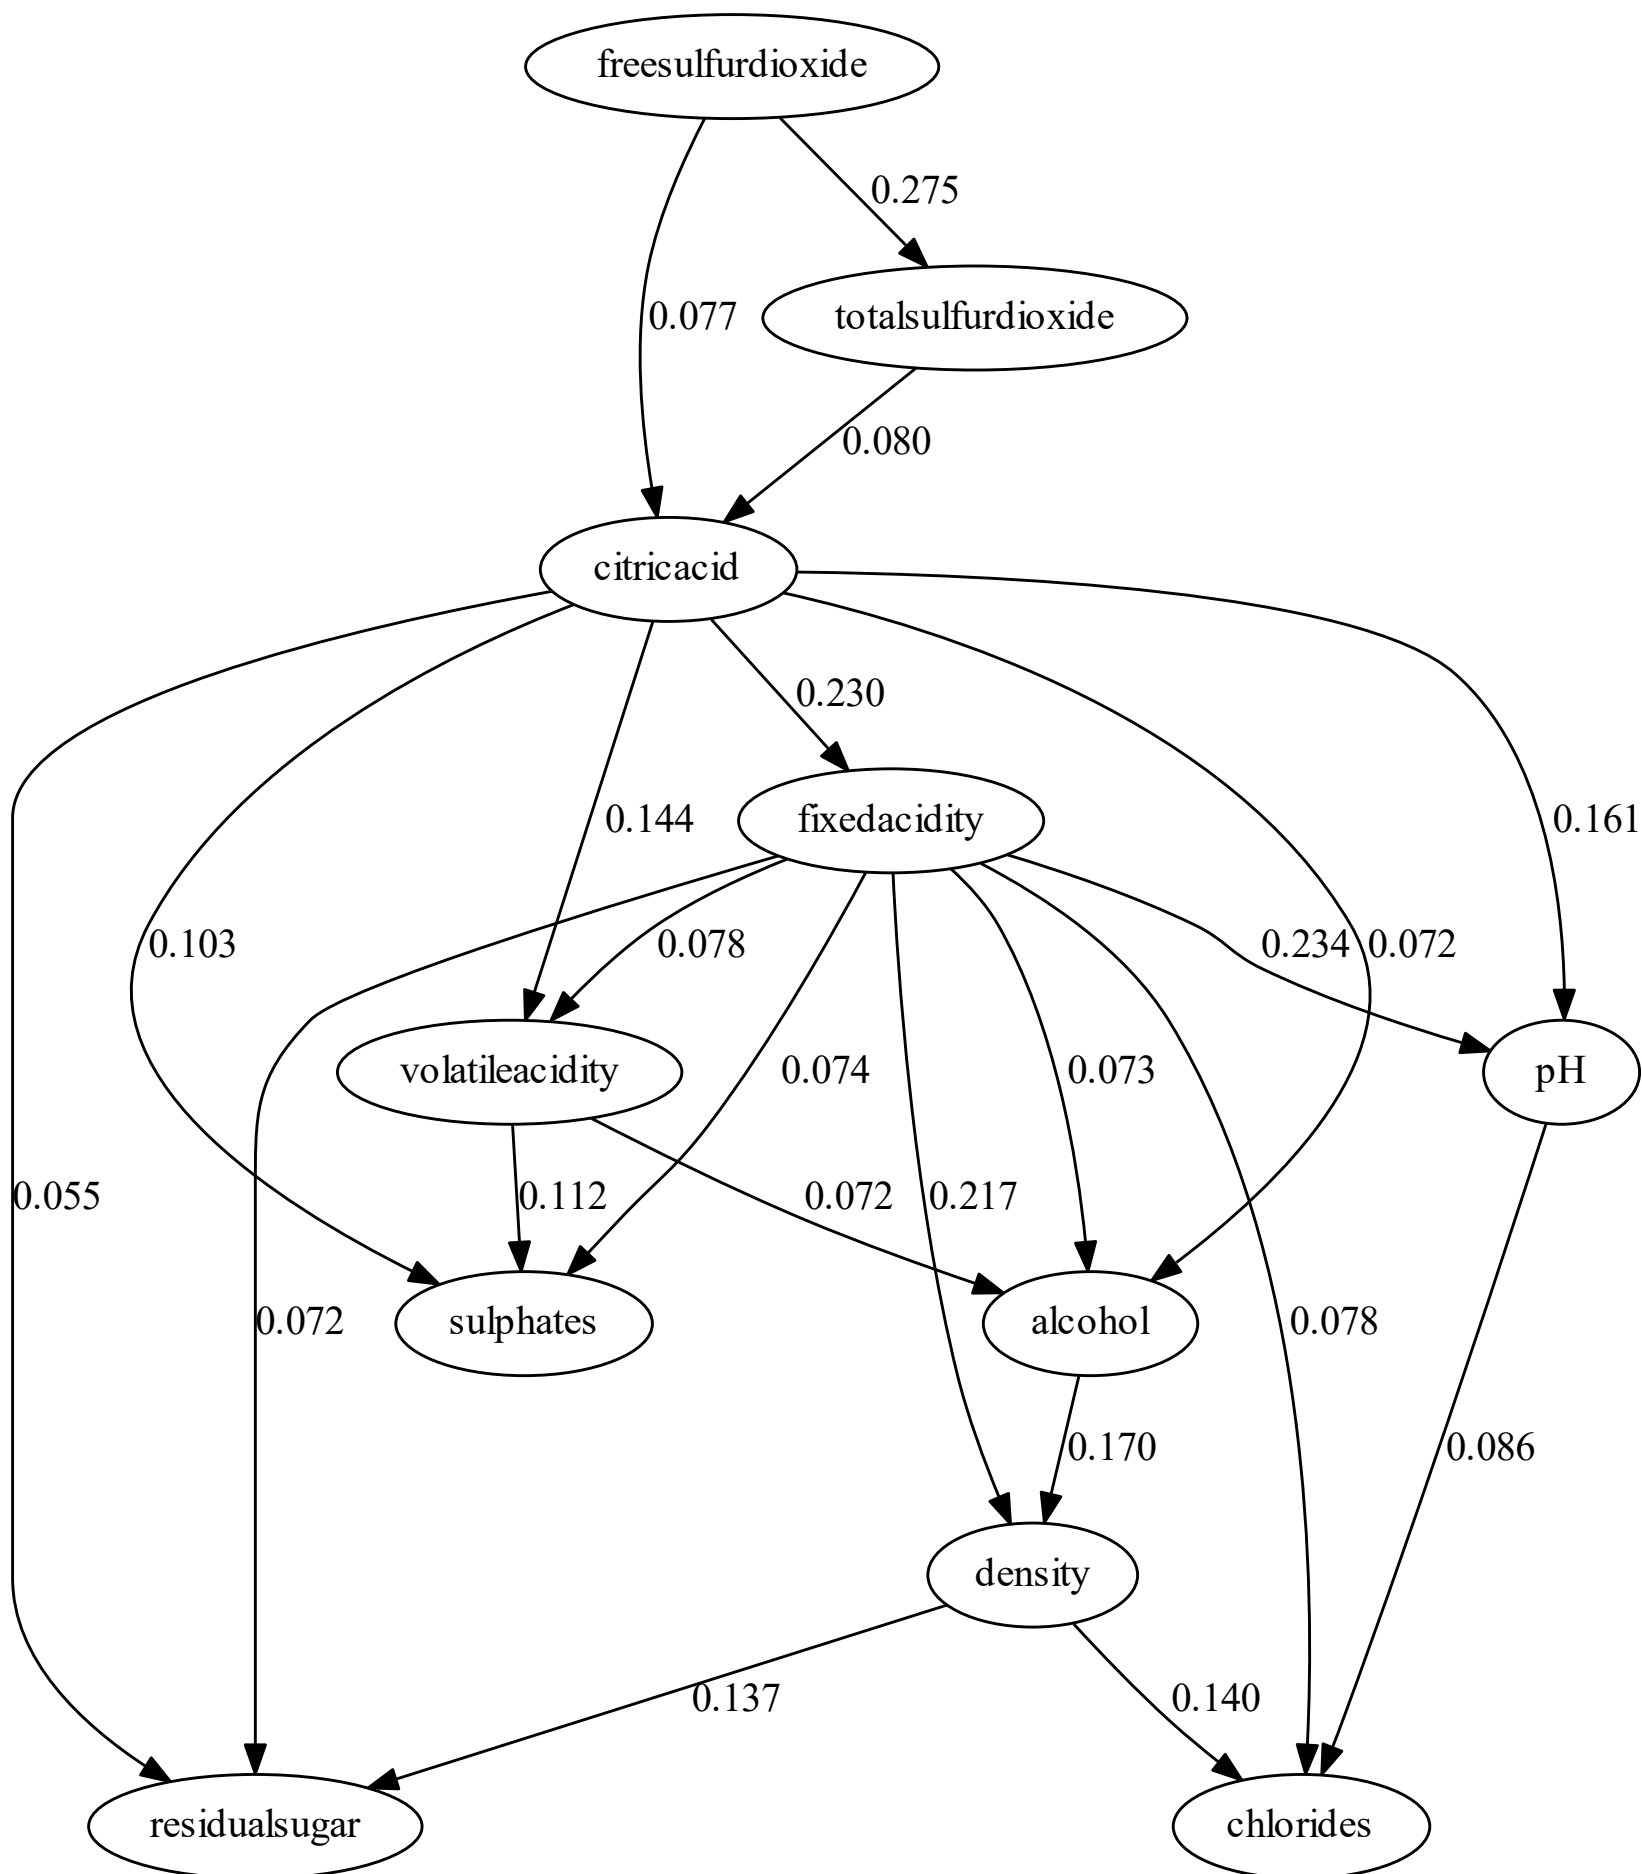 freesulfurdioxide
0.275
0.077
totalsulfurdioxide
0.080
citricacid
0.230
0.144
fixedacidity
0.161
0.103
0.078
0.234
0.072
volatileacidity
0.074
0.073
pH
0.055
0.112
0.072
0.217
0.072
sulphates
alcohol
0.078
0.170
0.086
density
0.137
0.140
residualsugar
chlorides